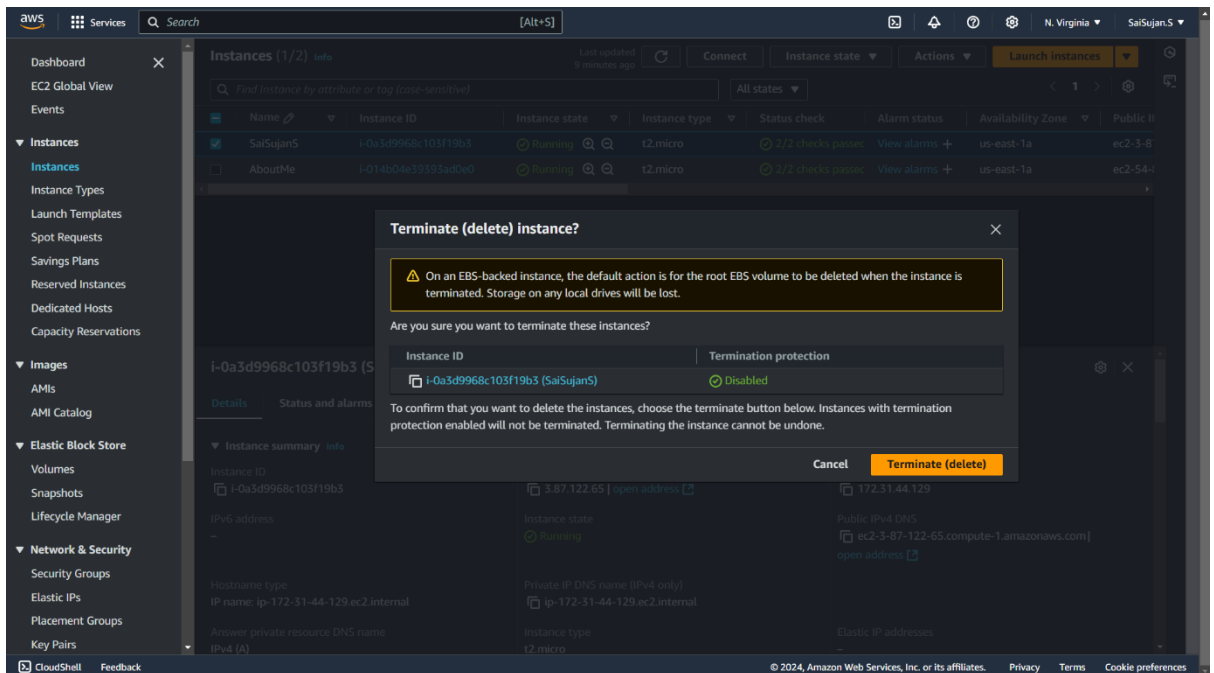 aws
Services
Search
[Alt+S]
N. Virginia
SaiSujan.S
Dashboard
EC2 Global View
Events
Instances
Instances
Instance Types
Launch Templates
Spot Requests
Savings Plans
Reserved Instances
Dedicated Hosts
Capacity Reservations
Images
AMIs
AMI Catalog
Elastic Block Store
Volumes
Snapshots
Lifecycle Manager
Network & Security
Security Groups
Elastic IPs
Placement Groups
Key Pairs
Instances (1/2) Info
Last updated
9 minutes ago
Connect
Instance state
Actions
Launch instances
Find Instance by attribute or tag (case-sensitive)
All states
1
Name Instance ID Instance state Instance type Status check Alarm status Availability Zone Public I
SaiSujanS i-0a3d9968c103f19b3 Running t2.micro 2/2 checks passec View alarms + us-east-1a ec2-3-8
AboutMe i-014b04e39393ad0e0 Running t2.micro 2/2 checks passec View alarms + us-east-1a ec2-54-
Terminate (delete) instance?
On an EBS-backed instance, the default action is for the root EBS volume to be deleted when the instance is
terminated. Storage on any local drives will be lost.
Are you sure you want to terminate these instances?
Instance ID Termination protection
i-0a3d9968c103f19b3 (SaiSujanS) Disabled
To confirm that you want to delete the instances, choose the terminate button below. Instances with termination
protection enabled will not be terminated. Terminating the instance cannot be undone.
Cancel
Terminate (delete)
i-0a3d9968c103f19b3 (S
Details
Status and alarms
Instance summary Info
Instance ID
i-0a3d9968c103f19b3
3.87.122.65 | open address
172.31.44.129
IPv6 address
–
Instance state
Running
Public IPv4 DNS
ec2-3-87-122-65.compute-1.amazonaws.com |
open address
Hostname type
IP name: ip-172-31-44-129.ec2.internal
Private IP DNS name (IPv4 only)
ip-172-31-44-129.ec2.internal
Answer private resource DNS name
IPv4 (A)
Instance type
t2.micro
Elastic IP addresses
–
CloudShell
Feedback
© 2024, Amazon Web Services, Inc. or its affiliates.
Privacy
Terms
Cookie preferences